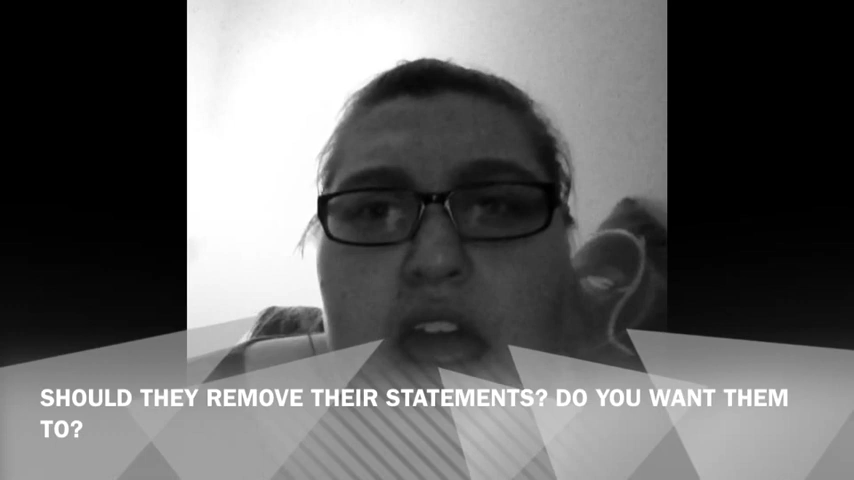 SHOULD THEY REMOVE THEIR STATEMENTS? DO YOU WANT THEM
TO?